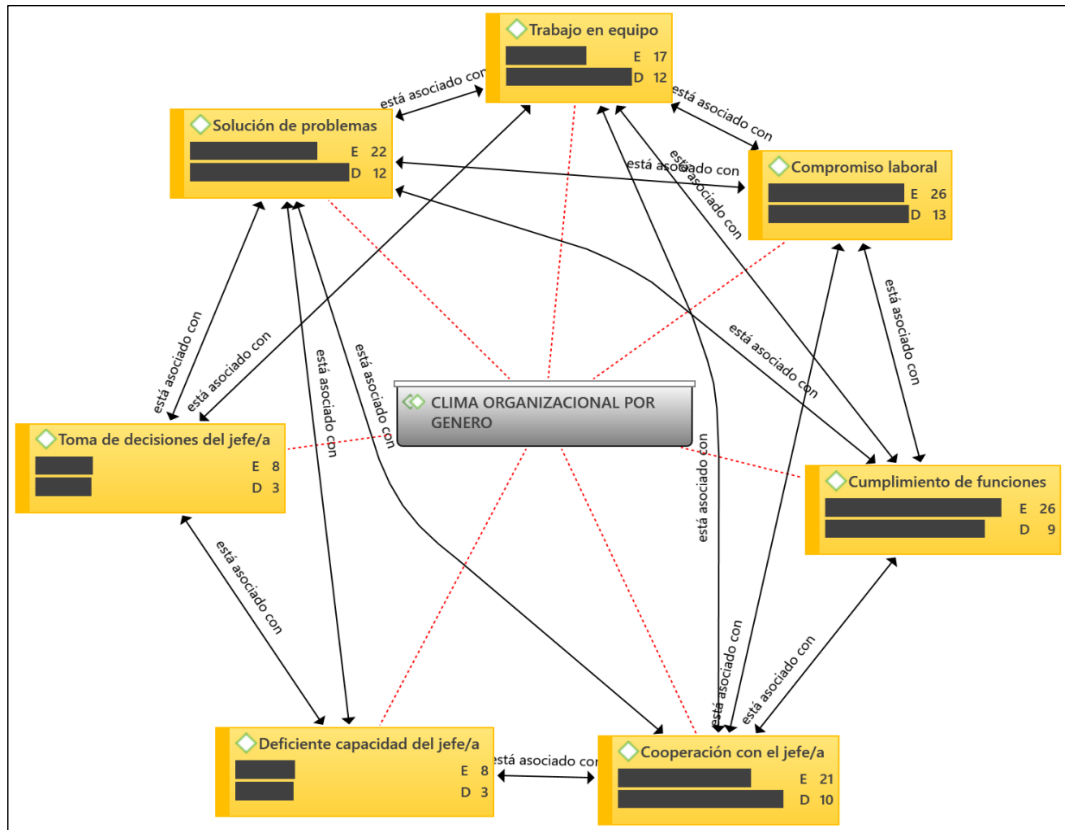 Trabajo en equipo
E 17
D 12
está asociado con
está asociado con
Solución de problemas
E 22
D 12
está asociado con
está asociado con
Compromiso laboral
E 26
D 13
está asociado con
está asociado con
está asociado con
está asociado con
está asociado con
está asociado con
está asociado con
CLIMA ORGANIZACIONAL POR
GENERO
Toma de decisiones del jefe/a
E 8
D 3
está asociado con
Cumplimiento de funciones
E 26
D 9
está asociado con
está asociado con
está asociado con
Deficiente capacidad del jefe/a
E 8
D 3
está asociado con
Cooperación con el jefe/a
E 21
D 10